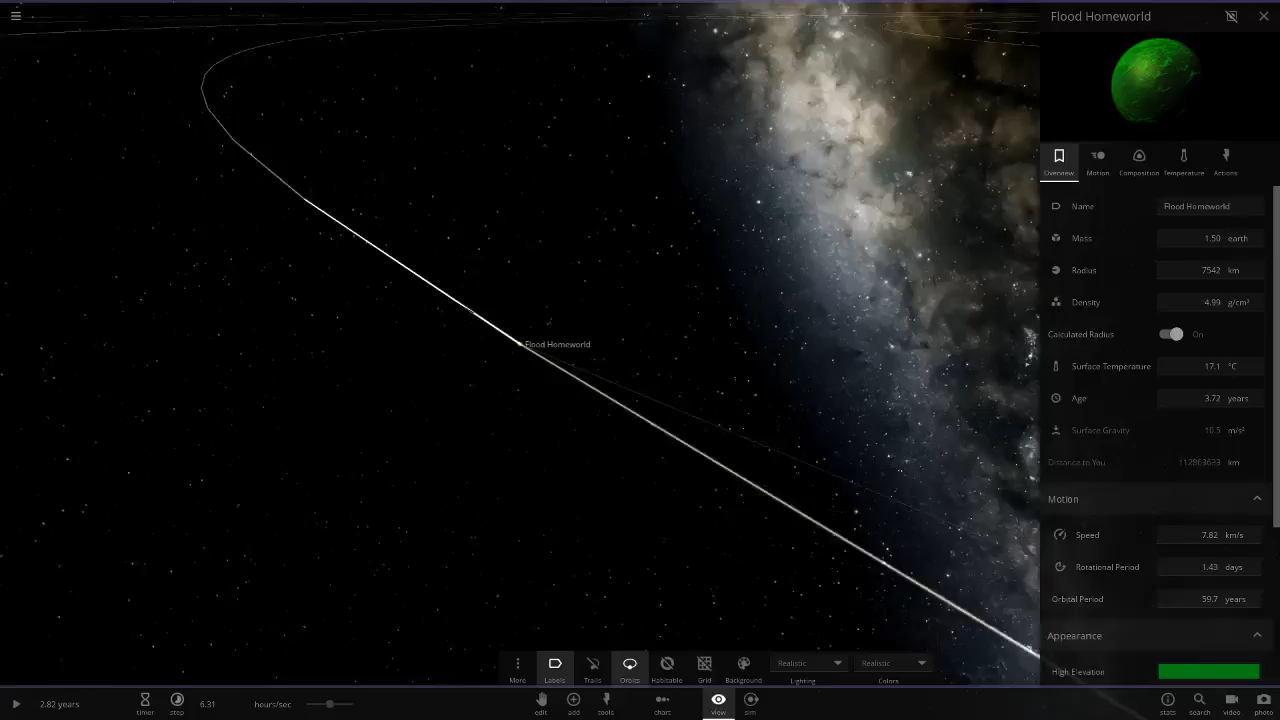 Flood Homeworld
Overview
Motion
Composition
Temperature
Actions
Name Flood Homeworld
Mass 1.50 earth
Radius 7542 km
Density 4.99 g/cm³
Calculated Radius On
Surface Temperature 17.1 °C
Age 3.72 years
Surface Gravity 10.5 m/s²
Distance to You 112863633 km
Motion
Speed 7.82 km/s
Rotational Period 1.43 days
Orbital Period 59.7 years
Appearance
High Elevation
Flood Homeworld
More
Labels
Trails
Orbits
Habitable
Grid
Background
Realistic
Lighting
Realistic
Colors
2.82 years
timer
step
6.31 hours/sec
edit
add
tools
chart
view
sim
stats
search
video
photo